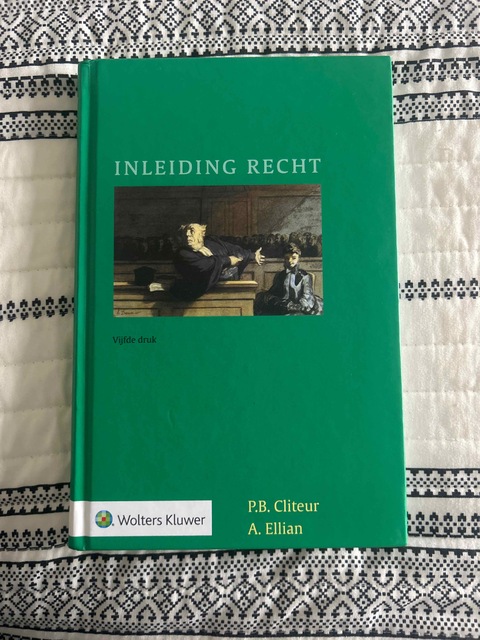 INLEIDING RECHT
Vijfde druk
Wolters Kluwer
P.B. Cliteur
A. Ellian